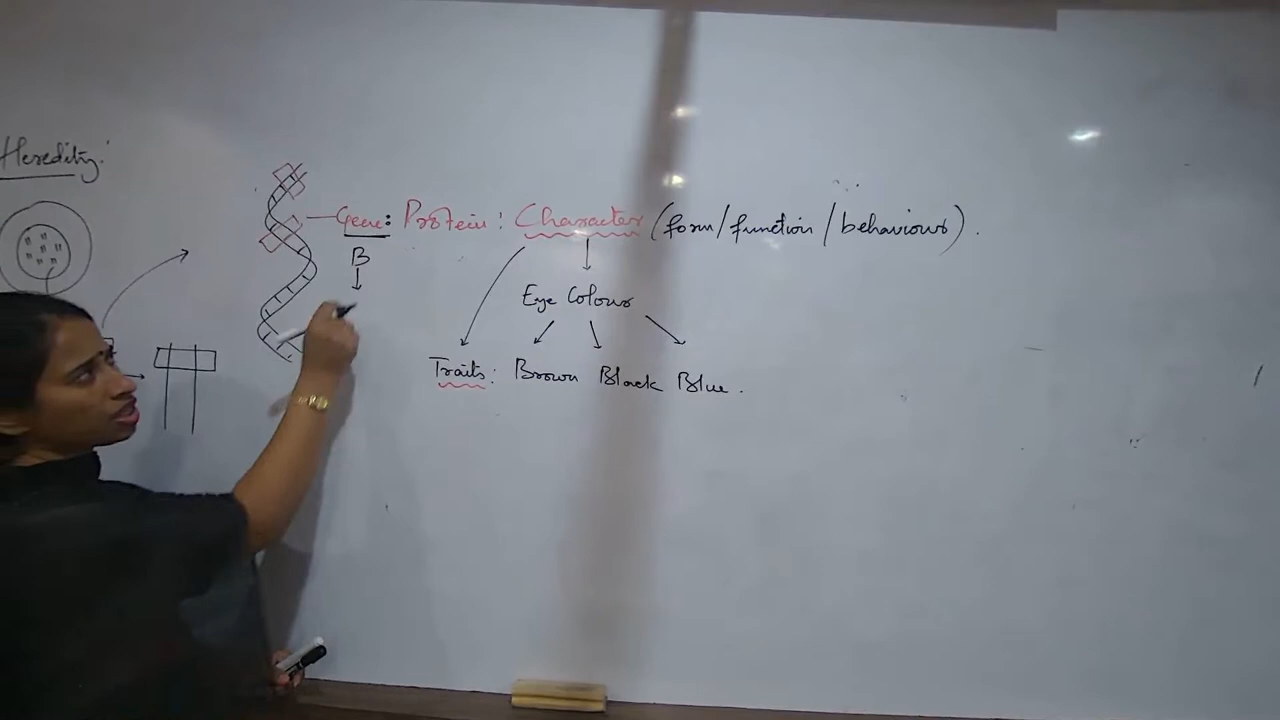 Heredity:
Gene: Protein: Character (form/function/behaviour).
B
Eye Colour
Traits: Brown Black Blue.